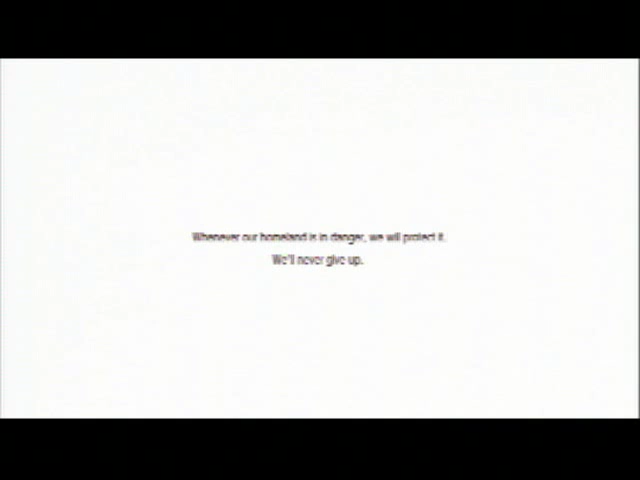 Whenever our homeland is in danger, we will protect it.
We'll never give up.